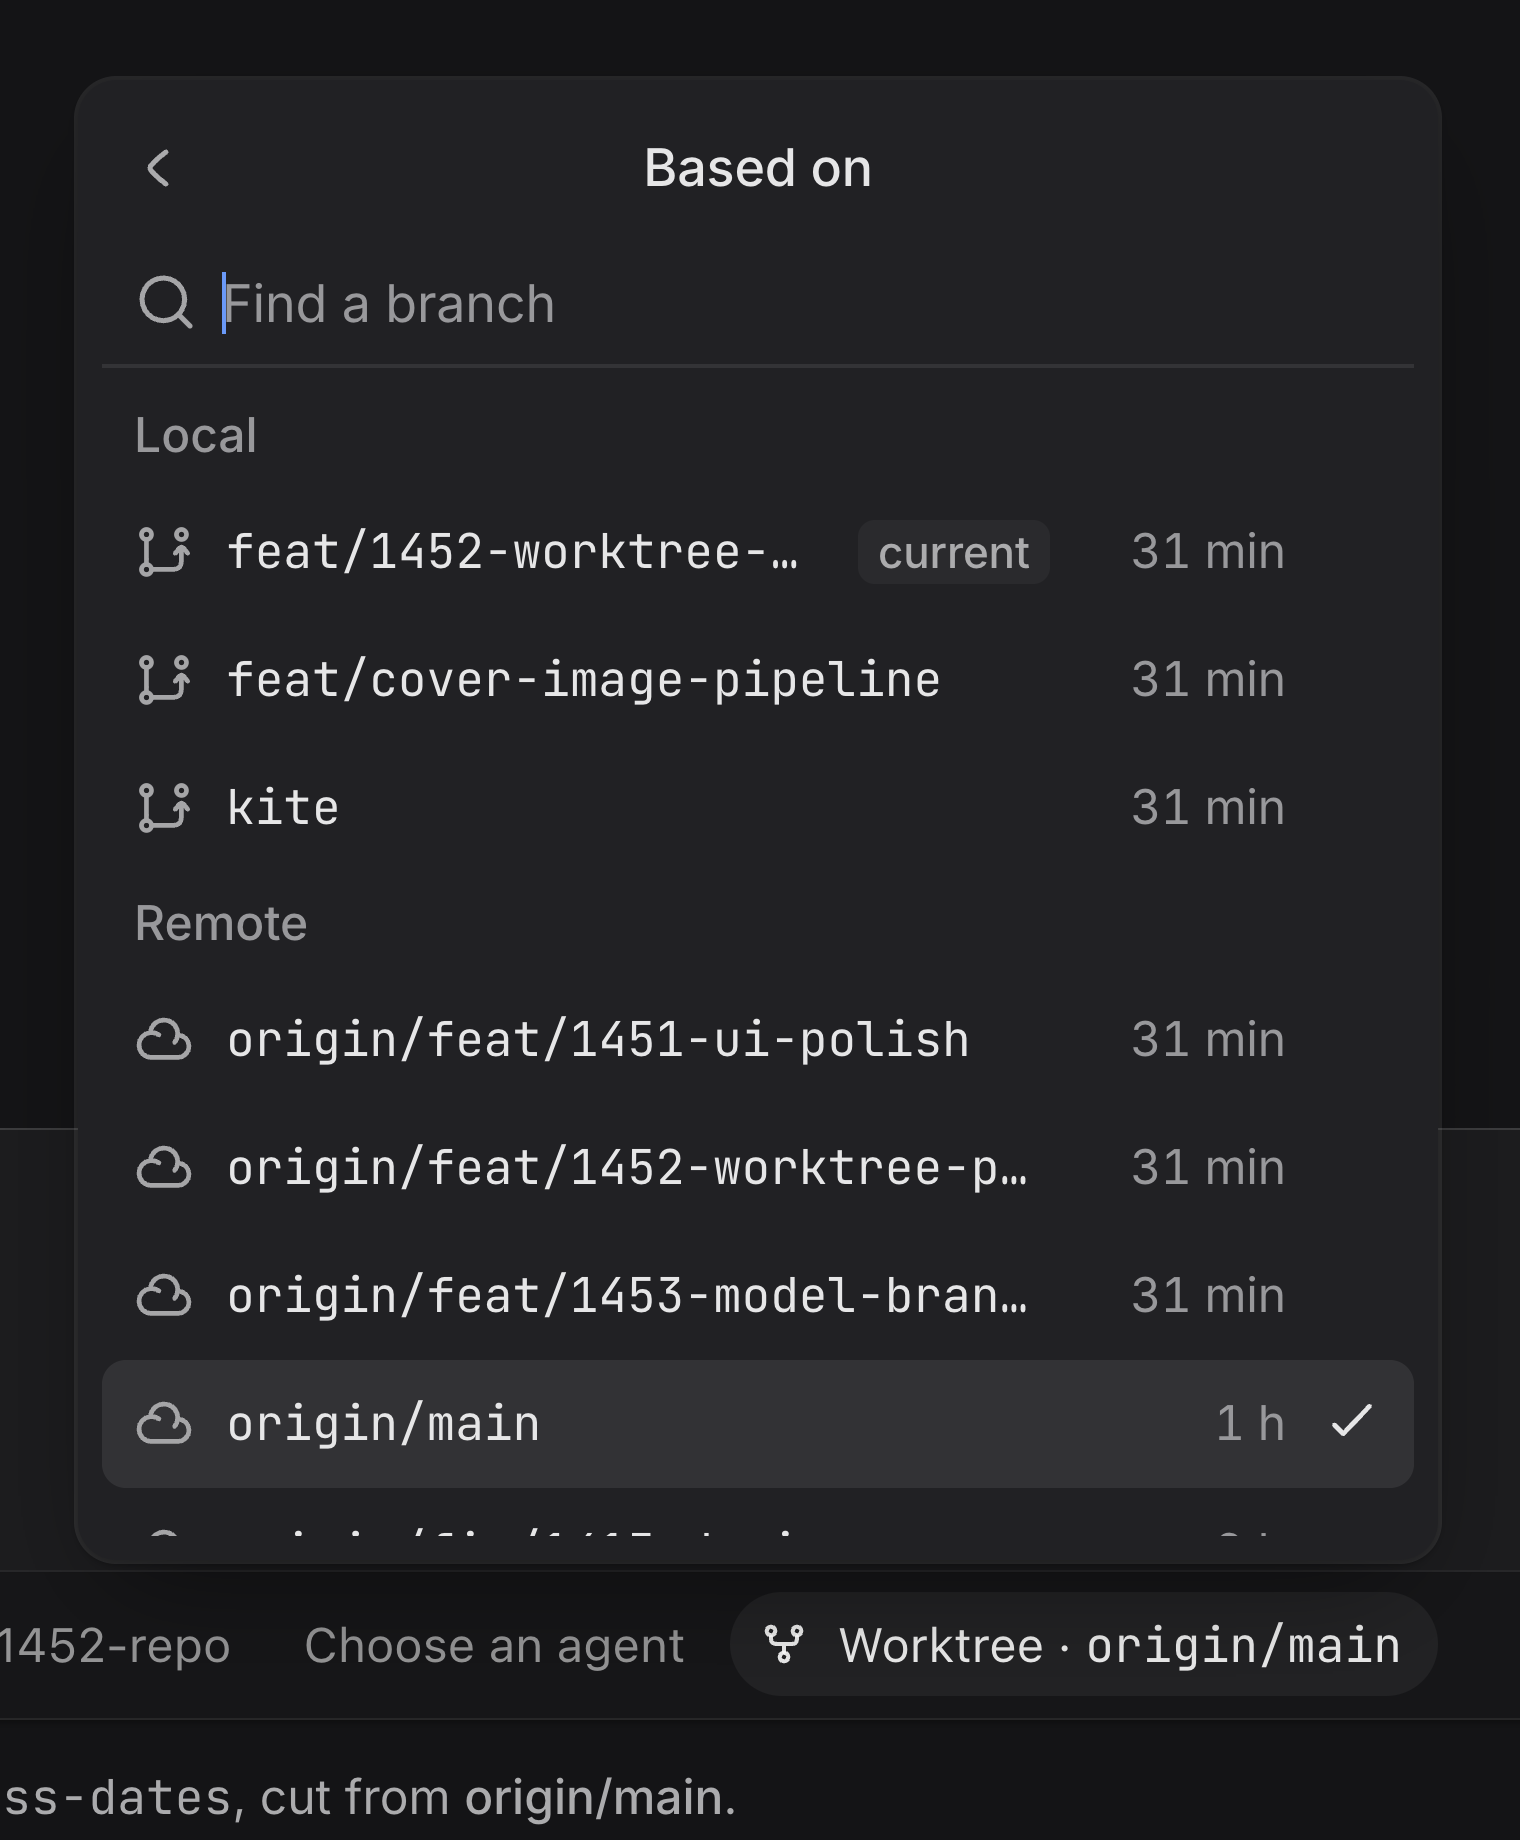 Based on
Find a branch
Local
feat/1452-worktree-… current 31 min
feat/cover-image-pipeline 31 min
kite 31 min
Remote
origin/feat/1451-ui-polish 31 min
origin/feat/1452-worktree-p… 31 min
origin/feat/1453-model-bran… 31 min
origin/main 1 h
1452-repo Choose an agent Worktree · origin/main
ss-dates, cut from origin/main.